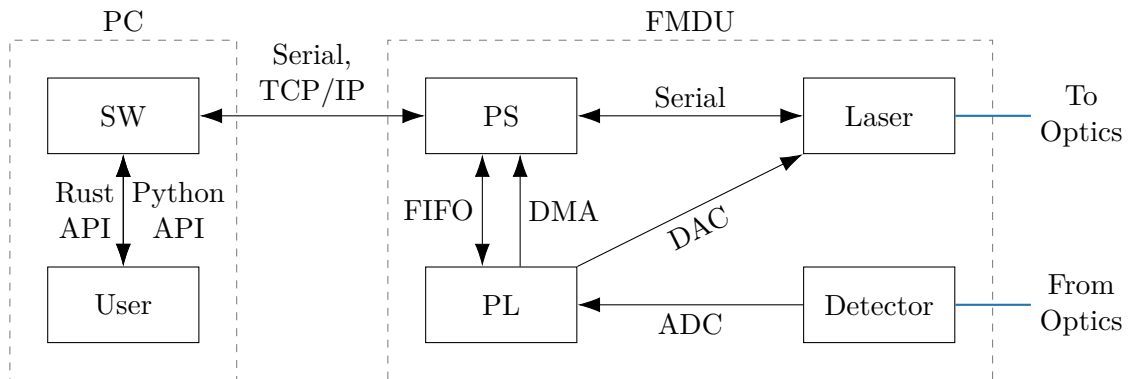 PC
FMDU
Serial,
TCP/IP
SW
PS
Serial
Laser
To
Optics
Rust
API
Python
API
FIFO
DMA
DAC
User
PL
ADC
Detector
From
Optics